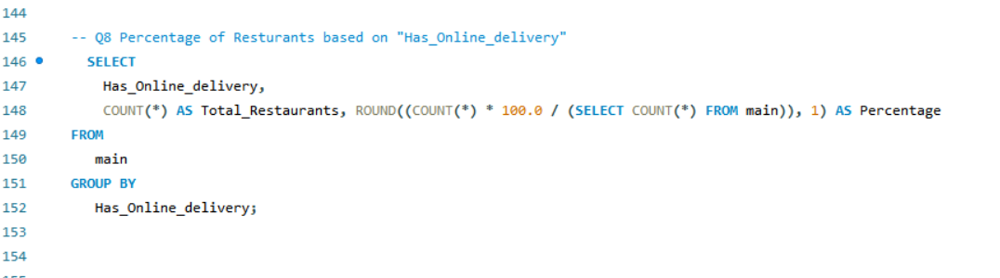 144
145 -- Q8 Percentage of Resturants based on "Has_Online_delivery"
146 SELECT
147 Has_Online_delivery,
148 COUNT(*) AS Total_Restaurants, ROUND((COUNT(*) * 100.0 / (SELECT COUNT(*) FROM main)), 1) AS Percentage
149 FROM
150 main
151 GROUP BY
152 Has_Online_delivery;
153
154